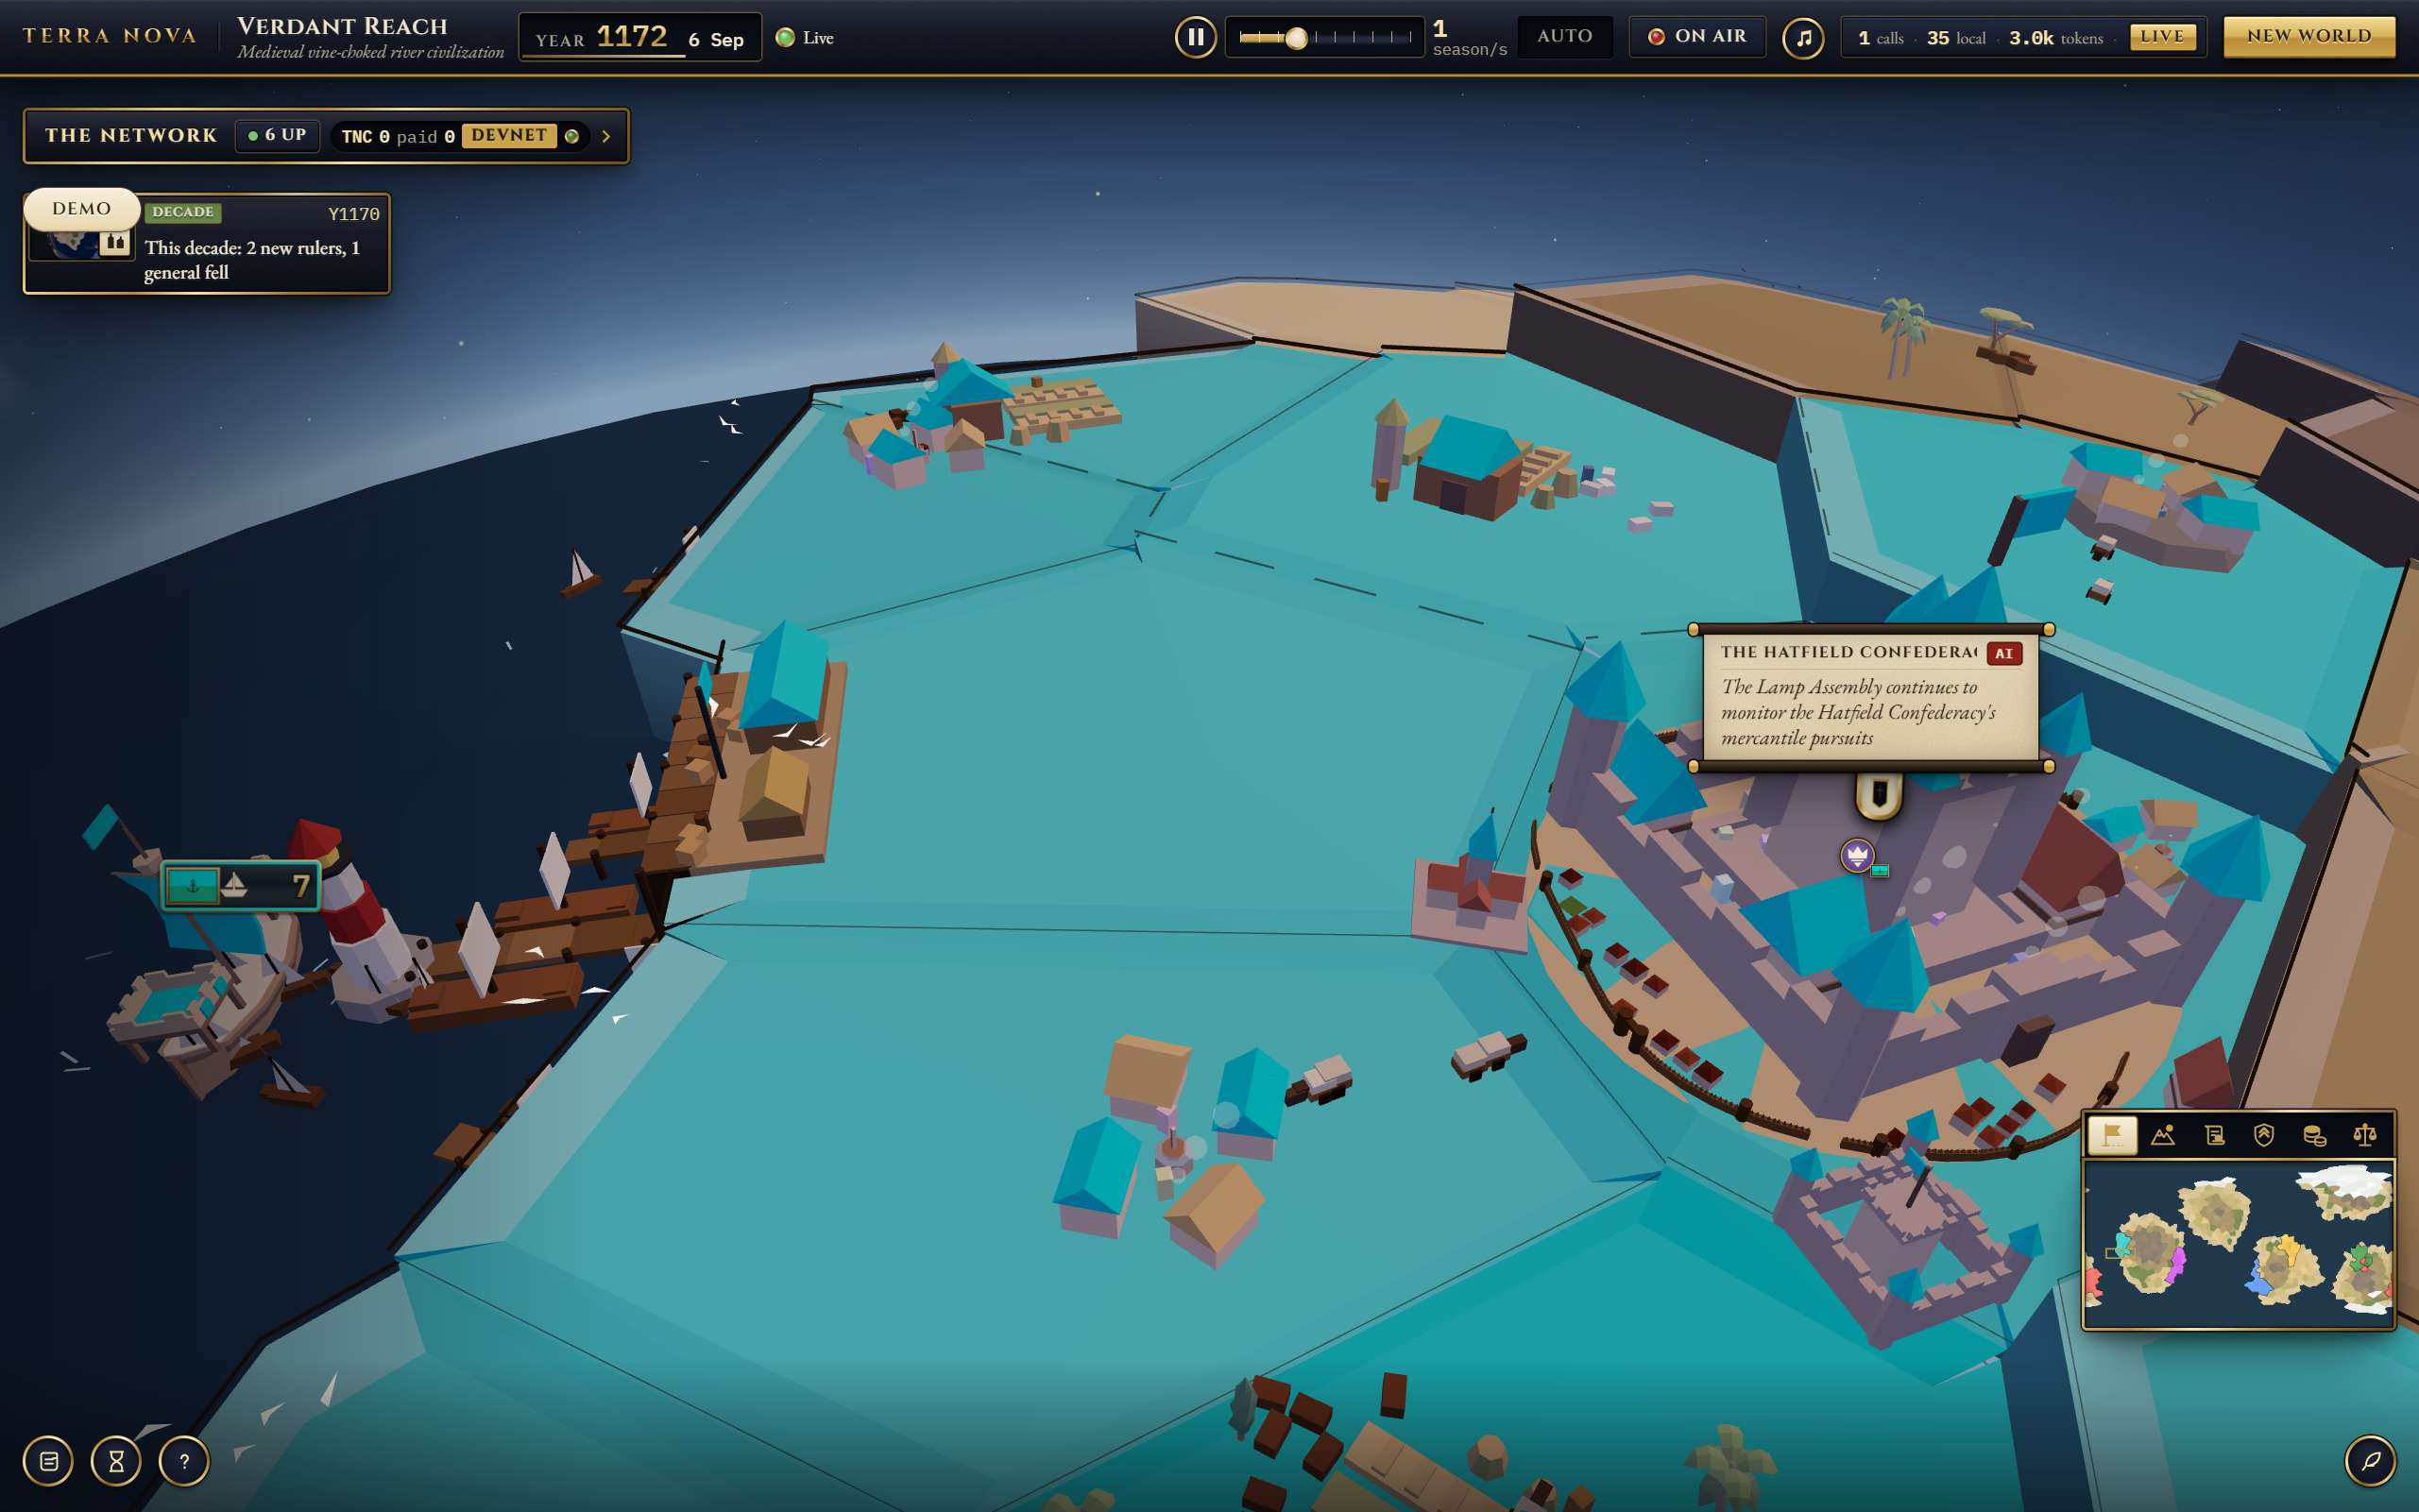 TERRA NOVA
VERDANT REACH
Medieval vine-choked river civilization
YEAR 1172 6 Sep
Live
1
season/s
AUTO
ON AIR
1 calls · 35 local · 3.0k tokens · LIVE
NEW WORLD
THE NETWORK
6 UP
TNC 0 paid 0 DEVNET
DEMO
DECADE
Y1170
This decade: 2 new rulers, 1
general fell
THE HATFIELD CONFEDERA
AI
The Lamp Assembly continues to
monitor the Hatfield Confederacy's
mercantile pursuits
7
?